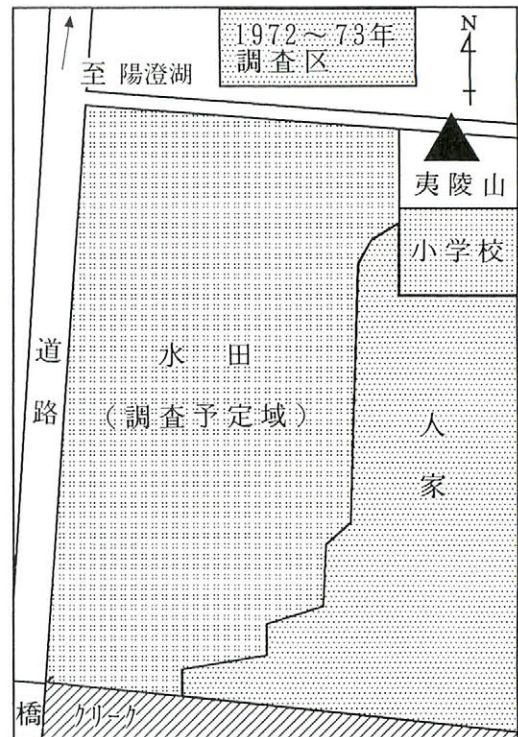 1972～73年
調査区
N
至 陽澄湖
夷陵山
小学校
道路
水田
(調査予定域)
人家
橋
クリーク